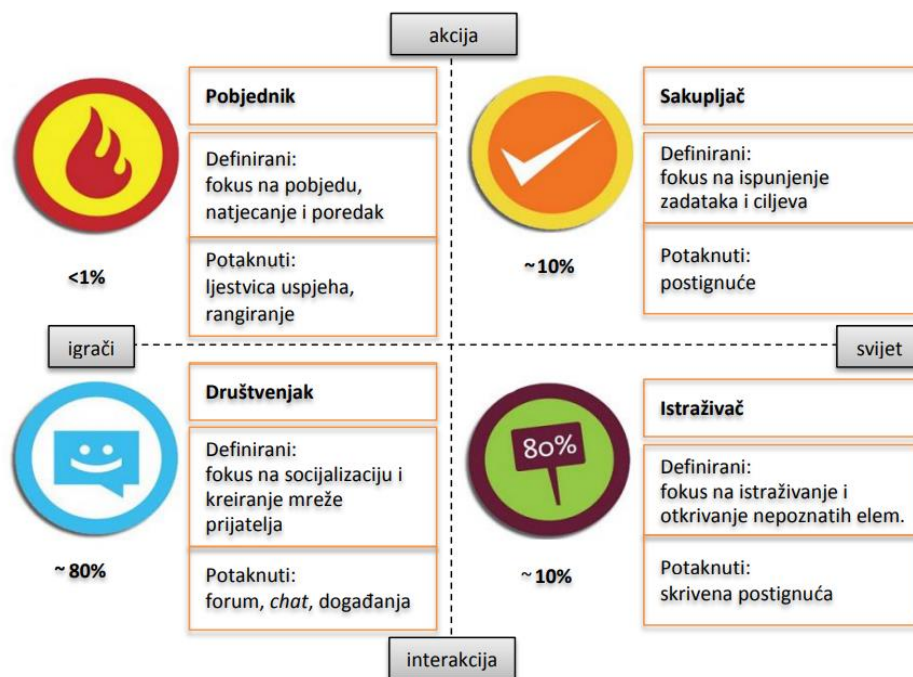 akcija
Pobjednik
Definirani:
fokus na pobjedu,
natjecanje i poredak
<1%
Potaknuti:
ljestvica uspjeha,
rangiranje
Sakupljač
Definirani:
fokus na ispunjenje
zadataka i ciljeva
~10%
Potaknuti:
postignuće
igrači
svijet
Društvenjak
Definirani:
fokus na socijalizaciju i
kreiranje mreže
prijatelja
~80%
Potaknuti:
forum, chat, događanja
80%
Istraživač
Definirani:
fokus na istraživanje i
otkrivanje nepoznatih elem.
~10%
Potaknuti:
skrivena postignuća
interakcija